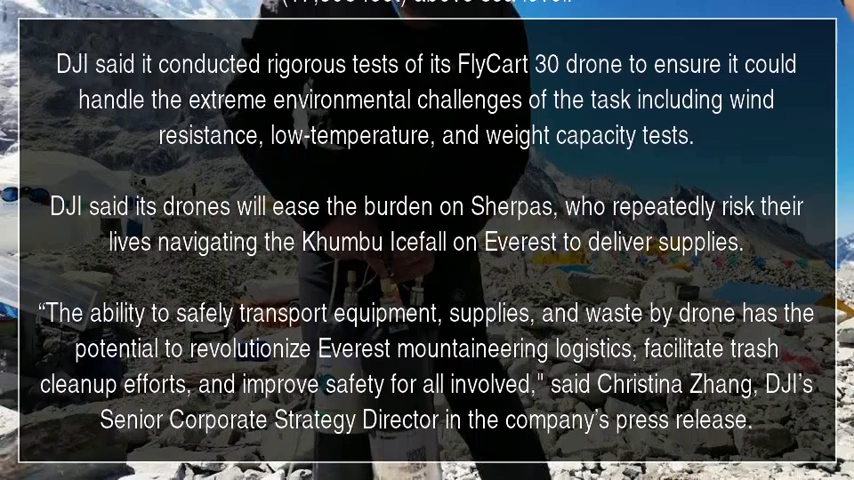 DJI said it conducted rigorous tests of its FlyCart 30 drone to ensure it could
handle the extreme environmental challenges of the task including wind
resistance, low-temperature, and weight capacity tests.
DJI said its drones will ease the burden on Sherpas, who repeatedly risk their
lives navigating the Khumbu Icefall on Everest to deliver supplies.
“The ability to safely transport equipment, supplies, and waste by drone has the
potential to revolutionize Everest mountaineering logistics, facilitate trash
cleanup efforts, and improve safety for all involved," said Christina Zhang, DJI’s
Senior Corporate Strategy Director in the company’s press release.